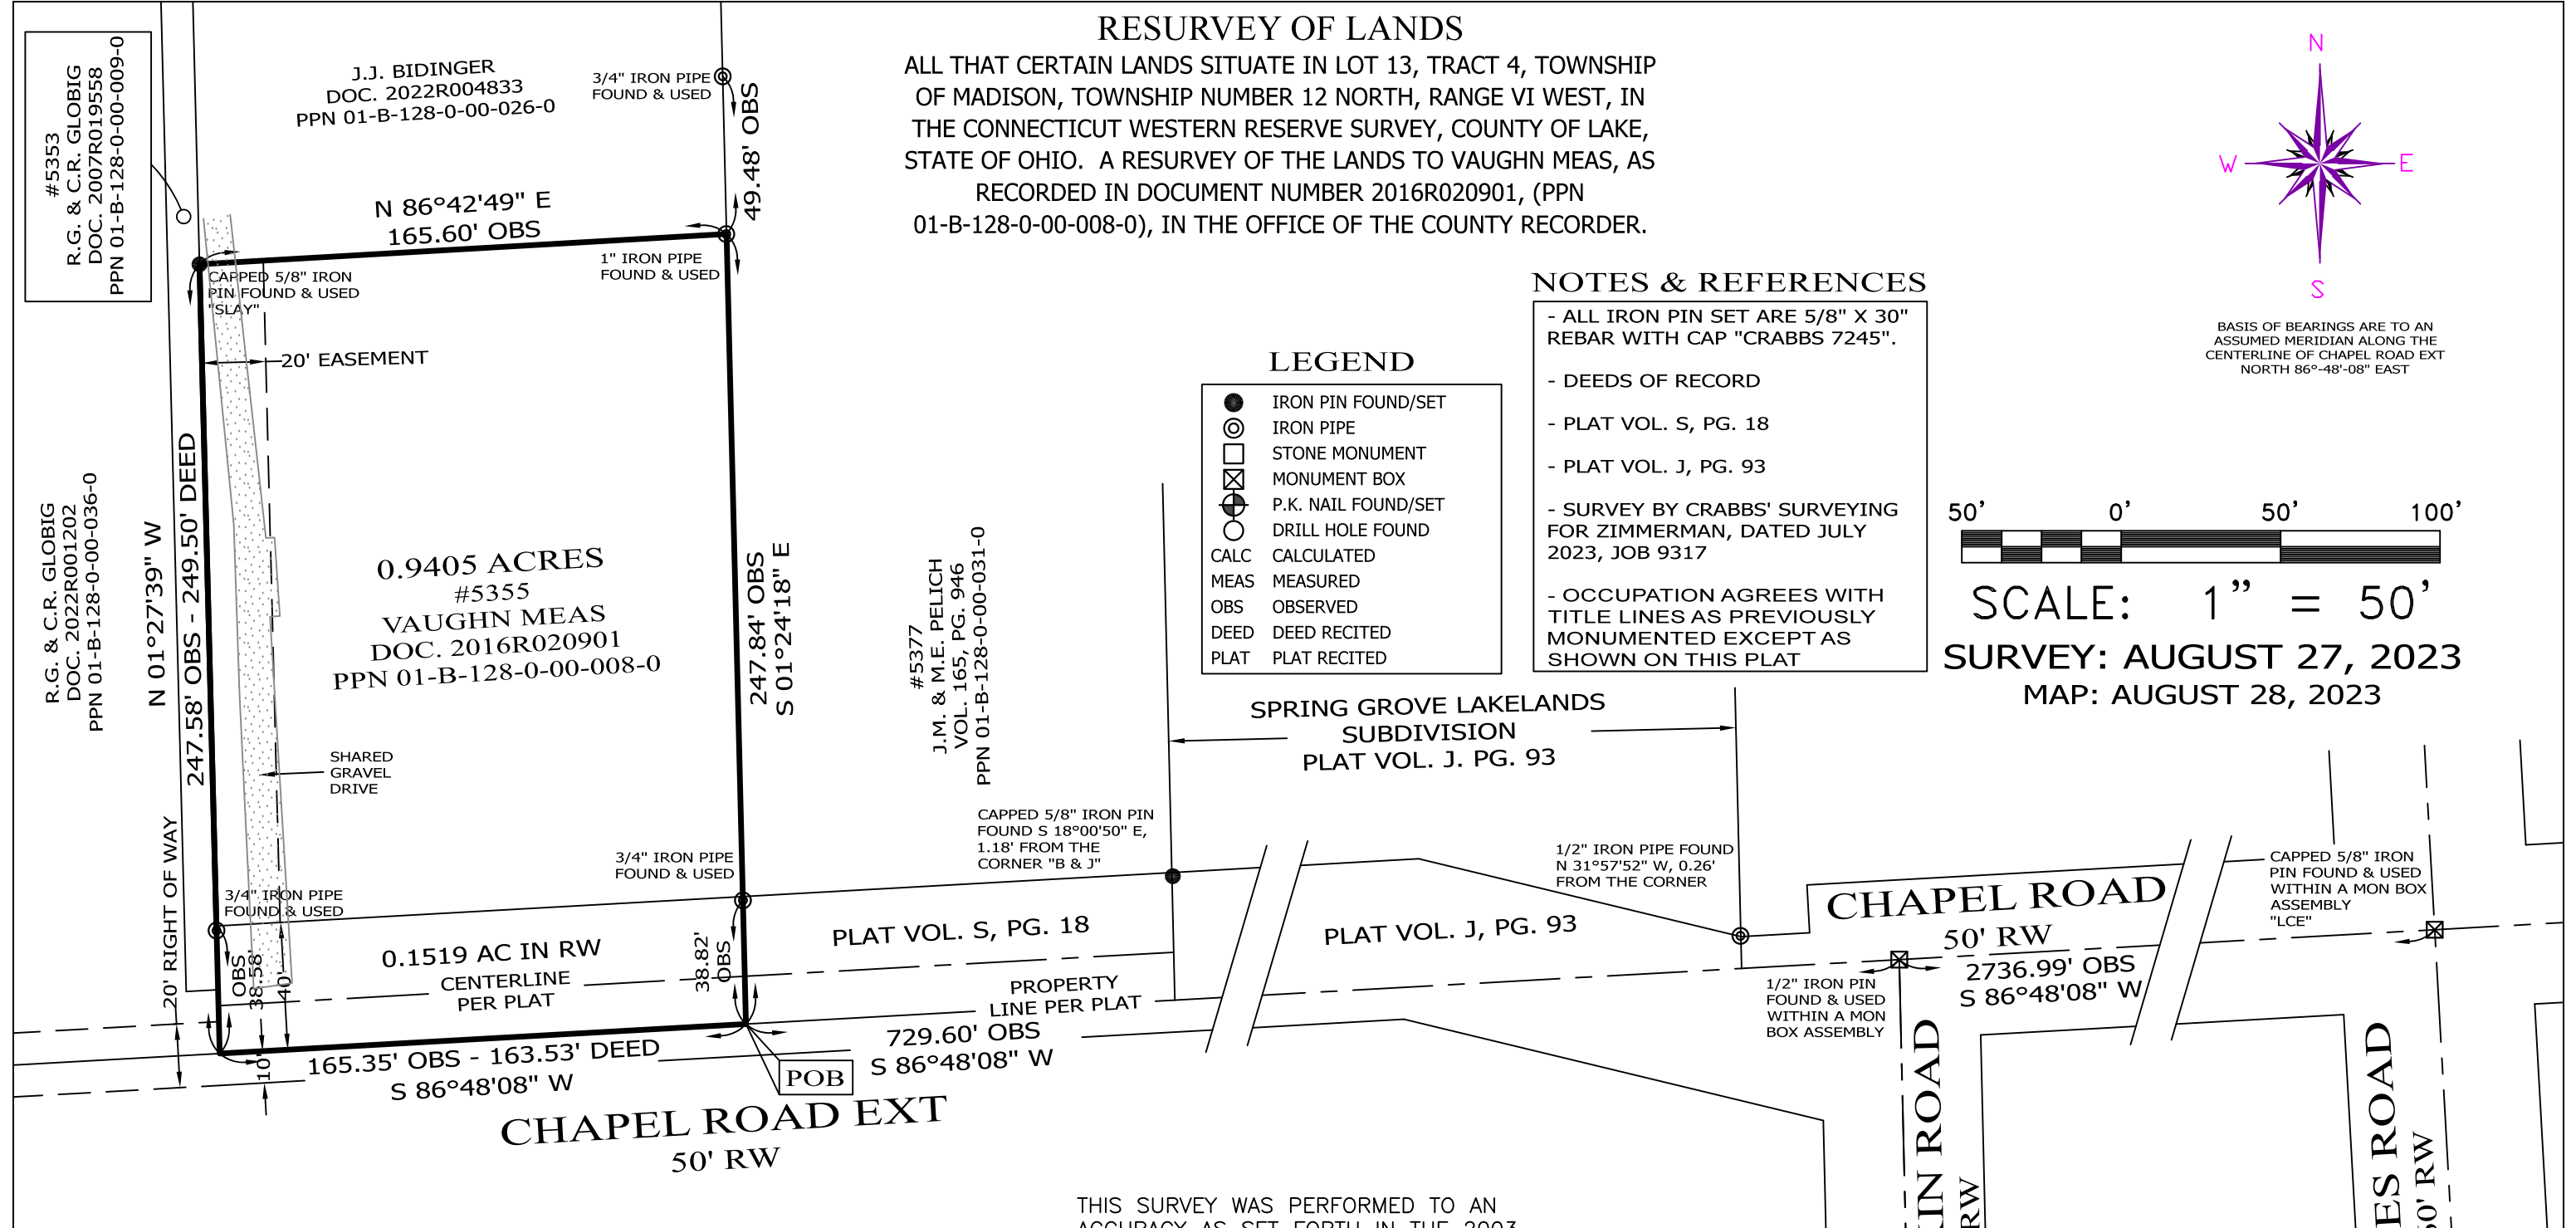 RESURVEY OF LANDS
ALL THAT CERTAIN LANDS SITUATE IN LOT 13, TRACT 4, TOWNSHIP
OF MADISON, TOWNSHIP NUMBER 12 NORTH, RANGE VI WEST, IN
THE CONNECTICUT WESTERN RESERVE SURVEY, COUNTY OF LAKE,
STATE OF OHIO. A RESURVEY OF THE LANDS TO VAUGHN MEAS, AS
RECORDED IN DOCUMENT NUMBER 2016R020901, (PPN
01-B-128-0-00-008-0), IN THE OFFICE OF THE COUNTY RECORDER.
#5353
R.G. & C.R. GLOBIG
DOC. 2007R019558
PPN 01-B-128-0-00-009-0
J.J. BIDINGER
DOC. 2022R004833
PPN 01-B-128-0-00-026-0
3/4" IRON PIPE
FOUND & USED
49.48' OBS
N 86°42'49" E
165.60' OBS
1" IRON PIPE
FOUND & USED
CAPPED 5/8" IRON
PIN FOUND & USED
"SLAY"
20' EASEMENT
N
W
E
S
BASIS OF BEARINGS ARE TO AN
ASSUMED MERIDIAN ALONG THE
CENTERLINE OF CHAPEL ROAD EXT
NORTH 86°-48'-08" EAST
NOTES & REFERENCES
- ALL IRON PIN SET ARE 5/8" X 30"
REBAR WITH CAP "CRABBS 7245".
- DEEDS OF RECORD
- PLAT VOL. S, PG. 18
- PLAT VOL. J, PG. 93
- SURVEY BY CRABBS' SURVEYING
FOR ZIMMERMAN, DATED JULY
2023, JOB 9317
- OCCUPATION AGREES WITH
TITLE LINES AS PREVIOUSLY
MONUMENTED EXCEPT AS
SHOWN ON THIS PLAT
LEGEND
IRON PIN FOUND/SET
IRON PIPE
STONE MONUMENT
MONUMENT BOX
P.K. NAIL FOUND/SET
DRILL HOLE FOUND
CALC CALCULATED
MEAS MEASURED
OBS OBSERVED
DEED DEED RECITED
PLAT PLAT RECITED
50' 0' 50' 100'
SCALE: 1" = 50'
SURVEY: AUGUST 27, 2023
MAP: AUGUST 28, 2023
R.G. & C.R. GLOBIG
DOC. 2022R001202
PPN 01-B-128-0-00-036-0
N 01°27'39" W
247.58' OBS - 249.50' DEED
0.9405 ACRES
#5355
VAUGHN MEAS
DOC. 2016R020901
PPN 01-B-128-0-00-008-0
247.84' OBS
S 01°24'18" E
#5377
J.M. & M.E. PELICH
VOL. 165, PG. 946
PPN 01-B-128-0-00-031-0
SPRING GROVE LAKELANDS
SUBDIVISION
PLAT VOL. J. PG. 93
SHARED
GRAVEL
DRIVE
20' RIGHT OF WAY
3/4" IRON PIPE
FOUND & USED
3/4" IRON PIPE
FOUND & USED
CAPPED 5/8" IRON PIN
FOUND S 18°00'50" E,
1.18' FROM THE
CORNER "B & J"
1/2" IRON PIPE FOUND
N 31°57'52" W, 0.26'
FROM THE CORNER
CAPPED 5/8" IRON
PIN FOUND & USED
WITHIN A MON BOX
ASSEMBLY
"LCE"
CHAPEL ROAD
50' RW
2736.99' OBS
S 86°48'08" W
OBS
38.58'
40'
0.1519 AC IN RW
CENTERLINE
PER PLAT
38.82'
OBS
PLAT VOL. S, PG. 18
PLAT VOL. J, PG. 93
PROPERTY
LINE PER PLAT
1/2" IRON PIN
FOUND & USED
WITHIN A MON
BOX ASSEMBLY
10'
165.35' OBS - 163.53' DEED
S 86°48'08" W
POB
729.60' OBS
S 86°48'08" W
CHAPEL ROAD EXT
50' RW
IN ROAD
RW
ES ROAD
0' RW
THIS SURVEY WAS PERFORMED TO AN
ACCURACY AS SET FORTH IN THE 2003